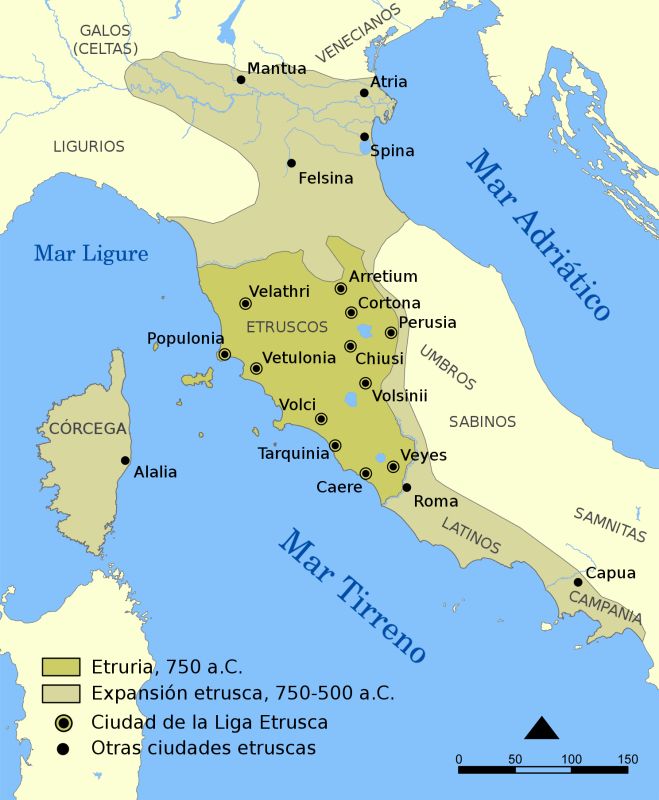 GALOS
(CELTAS)
VENECIANOS
Mantua
Atria
LIGURIOS
Spina
Felsina
Mar Adriático
Mar Ligure
Arretium
Velathri
Cortona
ETRUSCOS
Perusia
Populonia
Vetulonia
Chiusi
UMBROS
Volsinii
Volci
SABINOS
CÓRCEGA
Tarquinia
Veyes
Alalia
Caere
Roma
LATINOS
SAMNITAS
Mar Tirreno
Capua
CAMPANIA
Etruria, 750 a.C.
Expansión etrusca, 750-500 a.C.
Ciudad de la Liga Etrusca
Otras ciudades etruscas
0 50 100 150